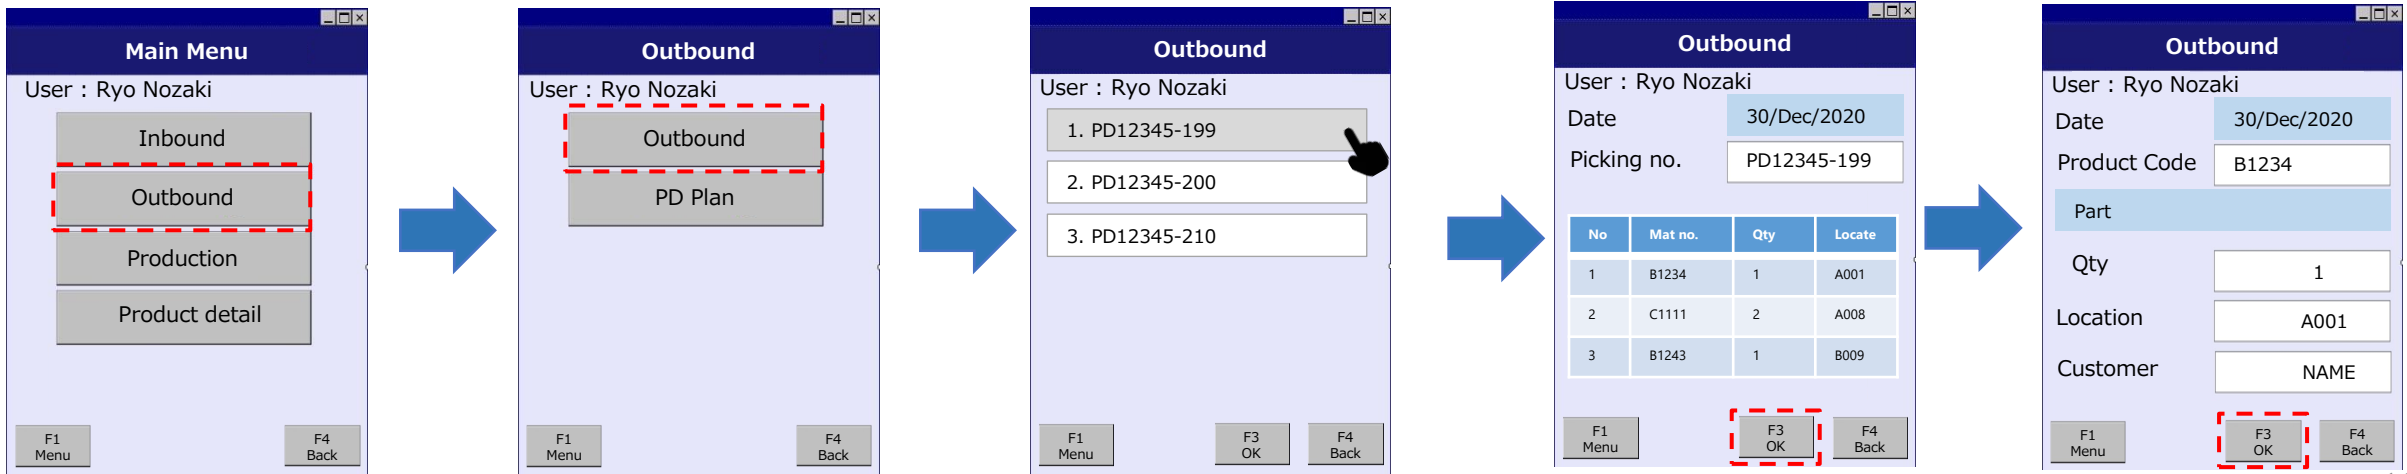 Main Menu
User : Ryo Nozaki
Inbound
Outbound
Production
Product detail
F1
Menu
F4
Back
Outbound
User : Ryo Nozaki
Outbound
PD Plan
F1
Menu
F4
Back
Outbound
User : Ryo Nozaki
1. PD12345-199
2. PD12345-200
3. PD12345-210
F1
Menu
F3
OK
F4
Back
Outbound
User : Ryo Nozaki
Date 30/Dec/2020
Picking no. PD12345-199
No Mat no. Qty Locate
1 B1234 1 A001
2 C1111 2 A008
3 B1243 1 B009
F1
Menu
F3
OK
F4
Back
Outbound
User : Ryo Nozaki
Date 30/Dec/2020
Product Code B1234
Part
Qty 1
Location A001
Customer NAME
F1
Menu
F3
OK
F4
Back